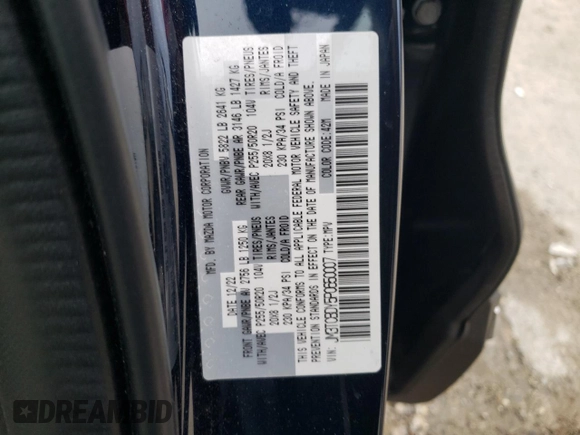 MFD. BY MAZDA MOTOR CORPORATION
DATE: 12/22 GVWR/PNBV 5822 LB 2641 KG
FRONT GAWR/PNBE AV 2756 LB 1250 KG REAR GAWR/PNBE AR 3146 LB 1427 KG
WITH/AVEC P255/50R20 104V TIRES/PNEUS WITH/AVEC P255/50R20 104V TIRES/PNEUS
20X8 1/2J RIMS/JANTES 20X8 1/2J RIMS/JANTES
230 KPA/34 PSI COLD/A FROID 230 KPA/34 PSI COLD/A FROID
THIS VEHICLE CONFORMS TO ALL APPLICABLE FEDERAL MOTOR VEHICLE SAFETY AND THEFT
PREVENTION STANDARDS IN EFFECT ON THE DATE OF MANUFACTURE SHOWN ABOVE.
VIN: TYPE: MPV COLOR CODE: 42M MADE IN JAPAN
DREAMBID